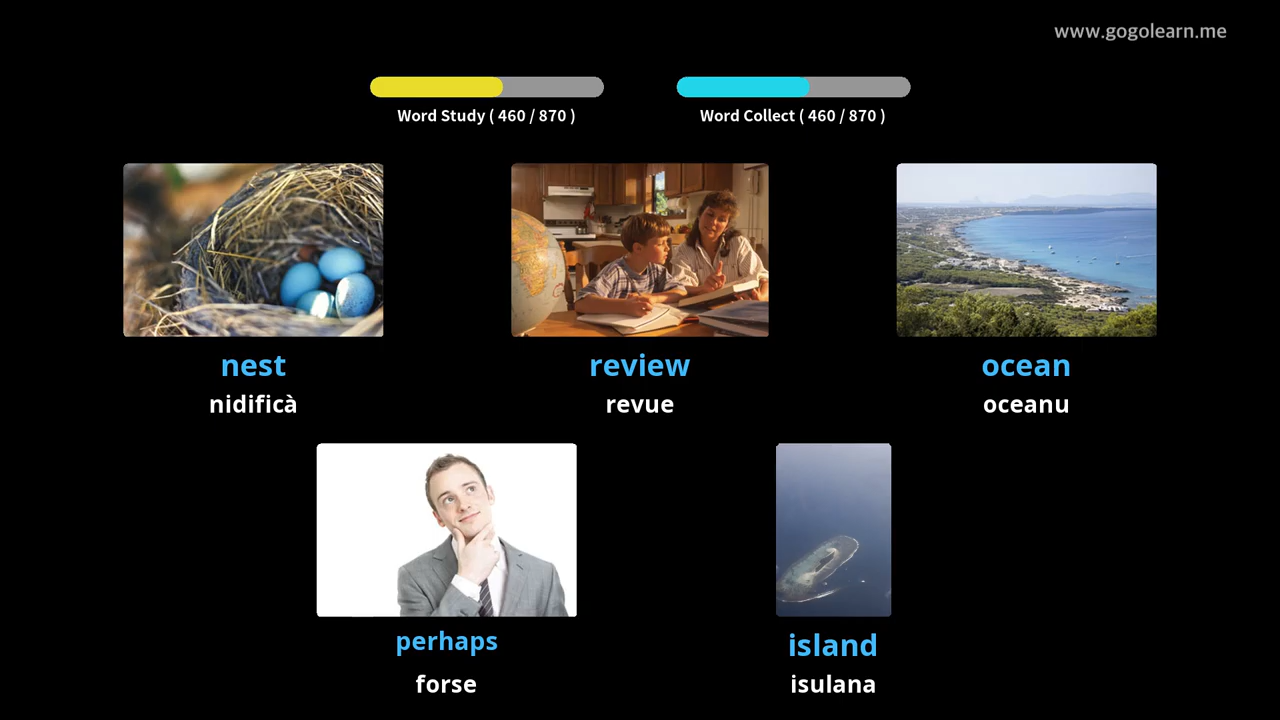 www.gogolearn.me
Word Study ( 460 / 870 )
Word Collect ( 460 / 870 )
nest
nidificà
review
revue
ocean
oceanu
perhaps
forse
island
isulana